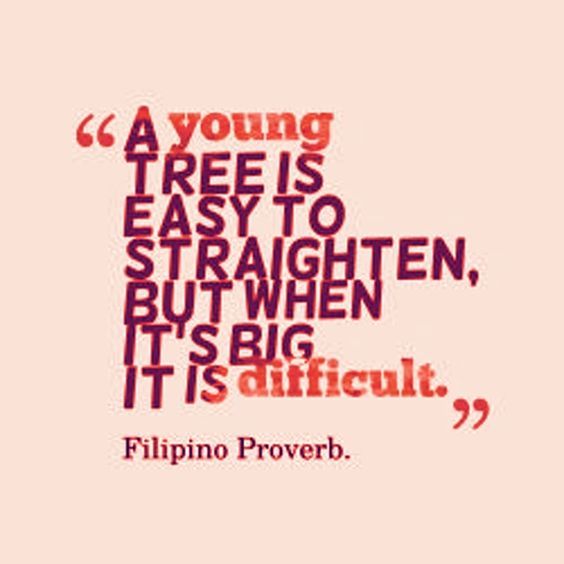 “A young
TREE IS
EASY TO
STRAIGHTEN,
BUT WHEN
IT'S BIG
IT IS difficult.”
Filipino Proverb.